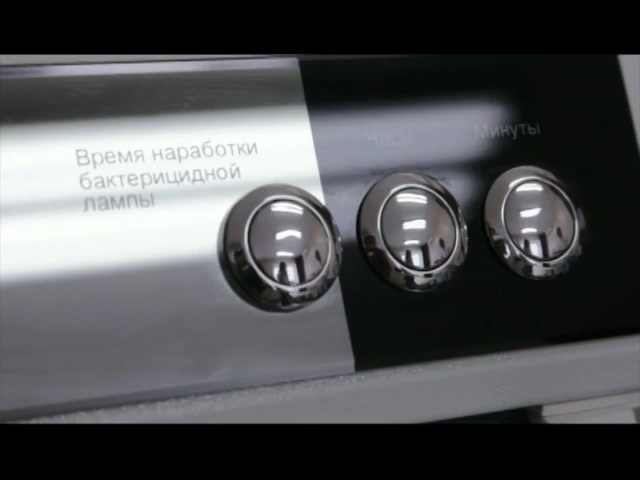 Время наработки
бактерицидной
лампы
Часы
Минуты